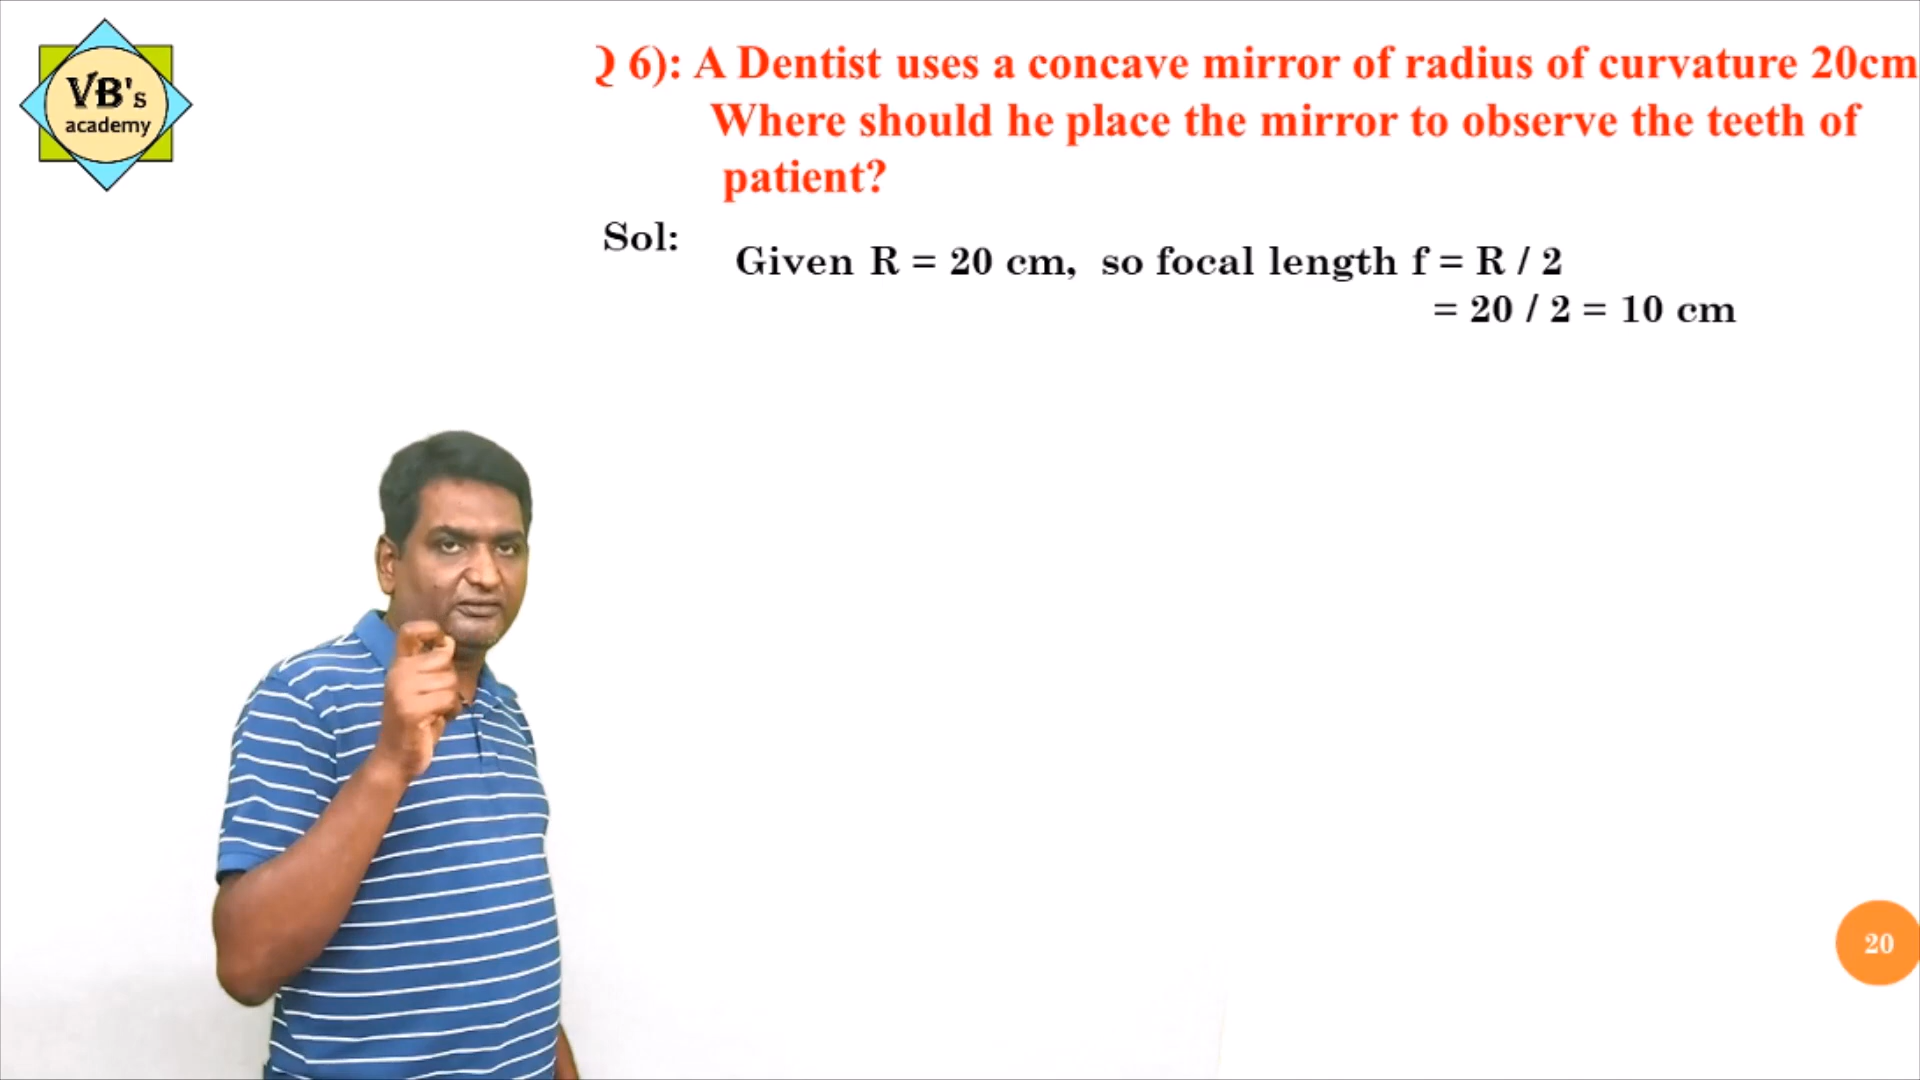 VB's
academy
Q 6): A Dentist uses a concave mirror of radius of curvature 20cm
Where should he place the mirror to observe the teeth of
patient?
Sol:
Given R = 20 cm, so focal length f = R / 2
= 20 / 2 = 10 cm
20